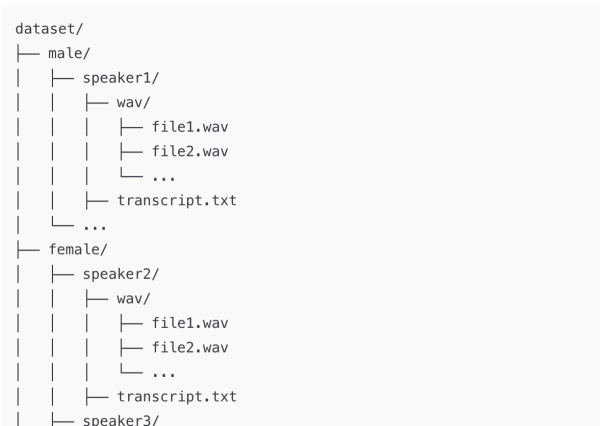 dataset/
├── male/
│   ├── speaker1/
│   │   ├── wav/
│   │   │   ├── file1.wav
│   │   │   ├── file2.wav
│   │   │   └── ...
│   │   ├── transcript.txt
│   └── ...
├── female/
│   ├── speaker2/
│   │   ├── wav/
│   │   │   ├── file1.wav
│   │   │   ├── file2.wav
│   │   │   └── ...
│   │   ├── transcript.txt
│   ├── speaker3/